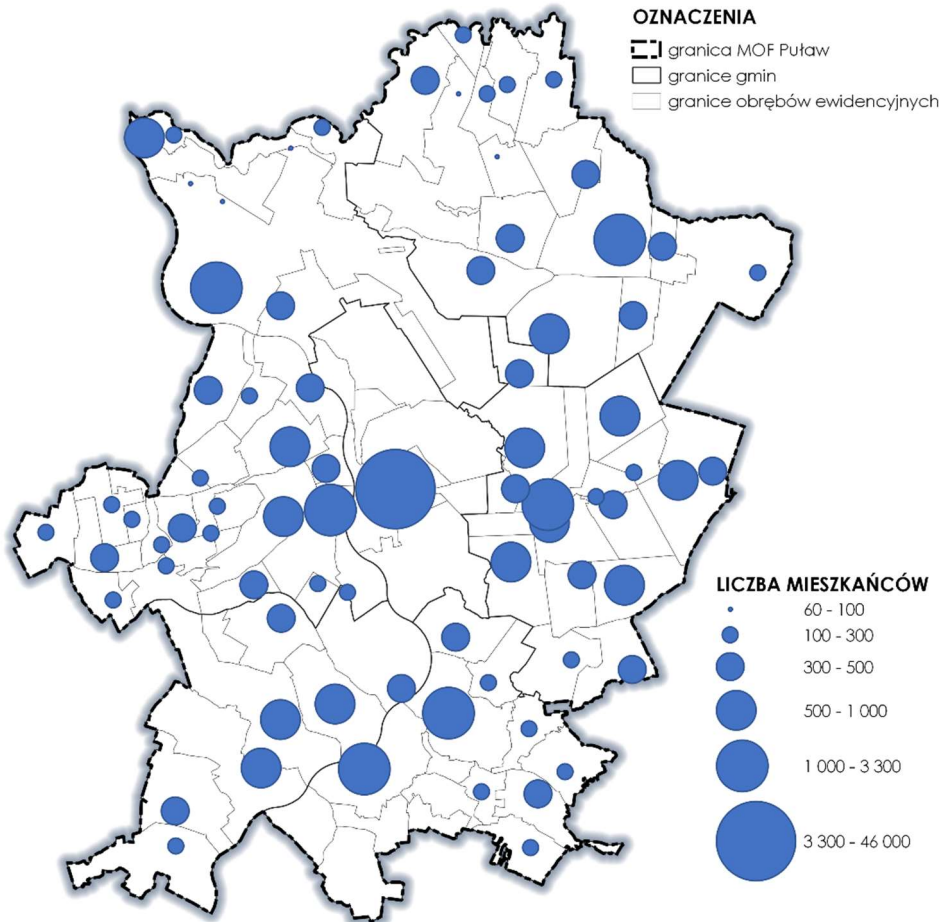 OZNACZENIA
granica MOF Puław
granice gmin
granice obrębów ewidencyjnych
LICZBA MIESZKAŃCÓW
60 - 100
100 - 300
300 - 500
500 - 1 000
1 000 - 3 300
3 300 - 46 000